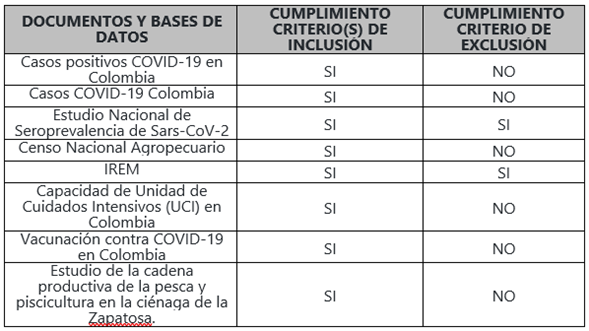 DOCUMENTOS Y BASES DE
DATOS
CUMPLIMIENTO
CRITERIO(S) DE
INCLUSIÓN
CUMPLIMIENTO
CRITERIO DE
EXCLUSIÓN
Casos positivos COVID-19 en
Colombia
SI
NO
Casos COVID-19 Colombia
SI
NO
Estudio Nacional de
Seroprevalencia de Sars-CoV-2
SI
SI
Censo Nacional Agropecuario
SI
NO
IREM
SI
SI
Capacidad de Unidad de
Cuidados Intensivos (UCI) en
Colombia
SI
NO
Vacunación contra COVID-19
en Colombia
SI
NO
Estudio de la cadena
productiva de la pesca y
piscicultura en la ciénaga de la
Zapatosa.
SI
NO